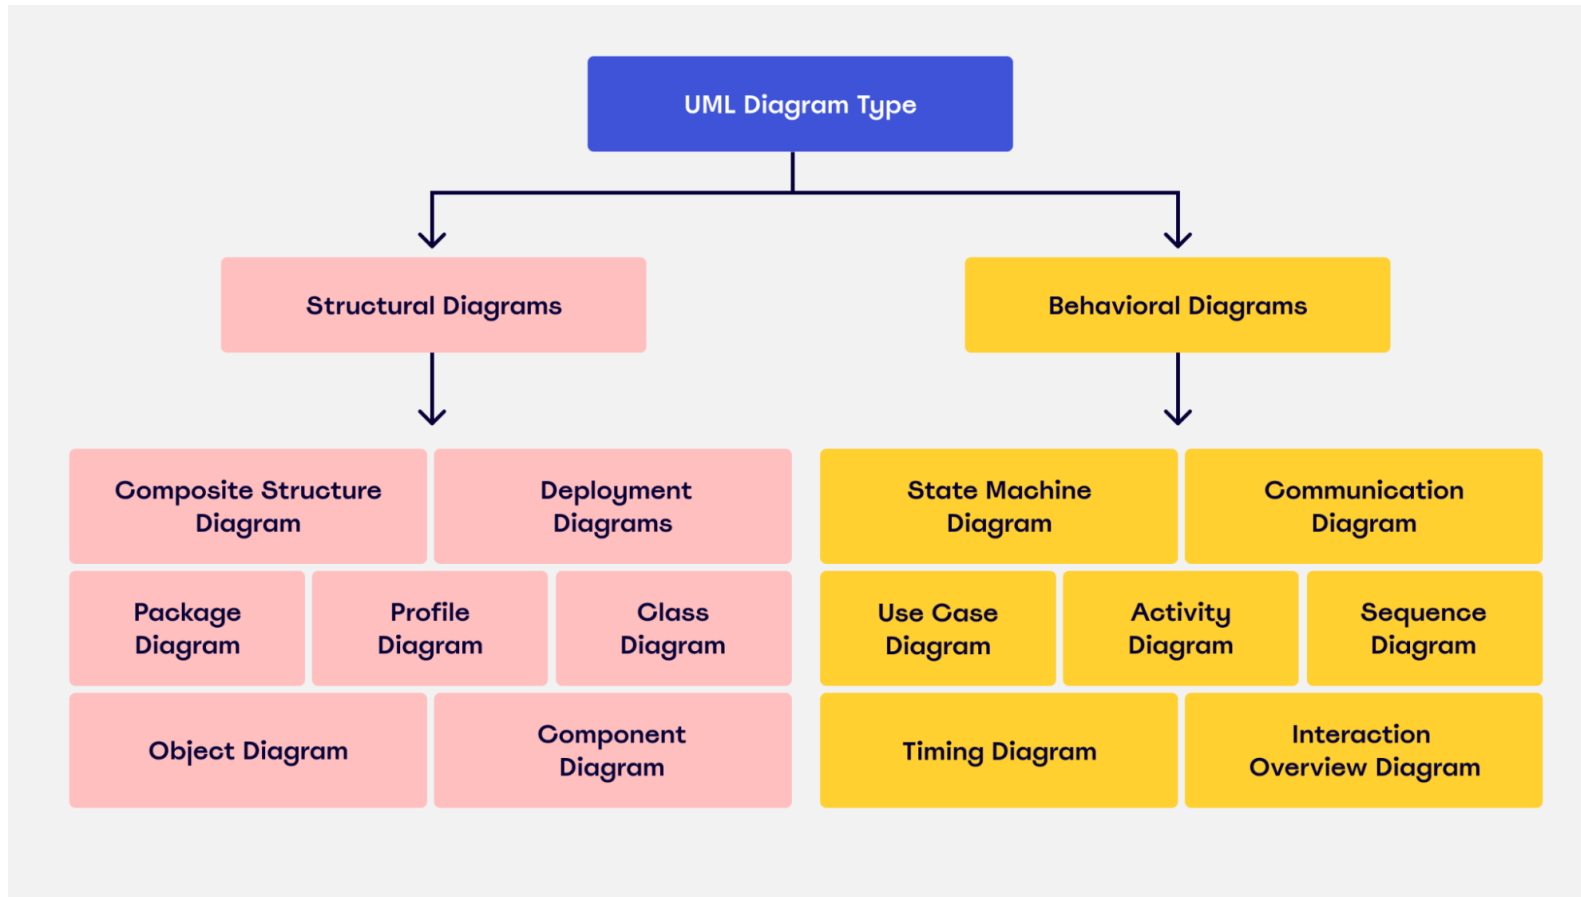 UML Diagram Type
Structural Diagrams
Behavioral Diagrams
Composite Structure
Diagram
Deployment
Diagrams
Package
Diagram
Profile
Diagram
Class
Diagram
Object Diagram
Component
Diagram
State Machine
Diagram
Communication
Diagram
Use Case
Diagram
Activity
Diagram
Sequence
Diagram
Timing Diagram
Interaction
Overview Diagram